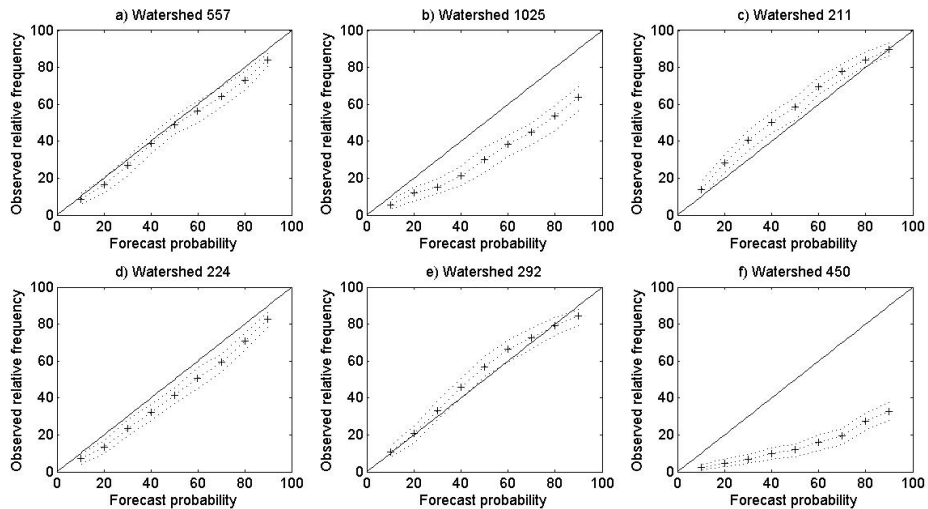 a) Watershed 557
b) Watershed 1025
c) Watershed 211
Observed relative frequency
100
80
60
40
20
0
0 20 40 60 80 100
Forecast probability
Observed relative frequency
100
80
60
40
20
0
0 20 40 60 80 100
Forecast probability
Observed relative frequency
100
80
60
40
20
0
0 20 40 60 80 100
Forecast probability
d) Watershed 224
e) Watershed 292
f) Watershed 450
Observed relative frequency
100
80
60
40
20
0
0 20 40 60 80 100
Forecast probability
Observed relative frequency
100
80
60
40
20
0
0 20 40 60 80 100
Forecast probability
Observed relative frequency
100
80
60
40
20
0
0 20 40 60 80 100
Forecast probability